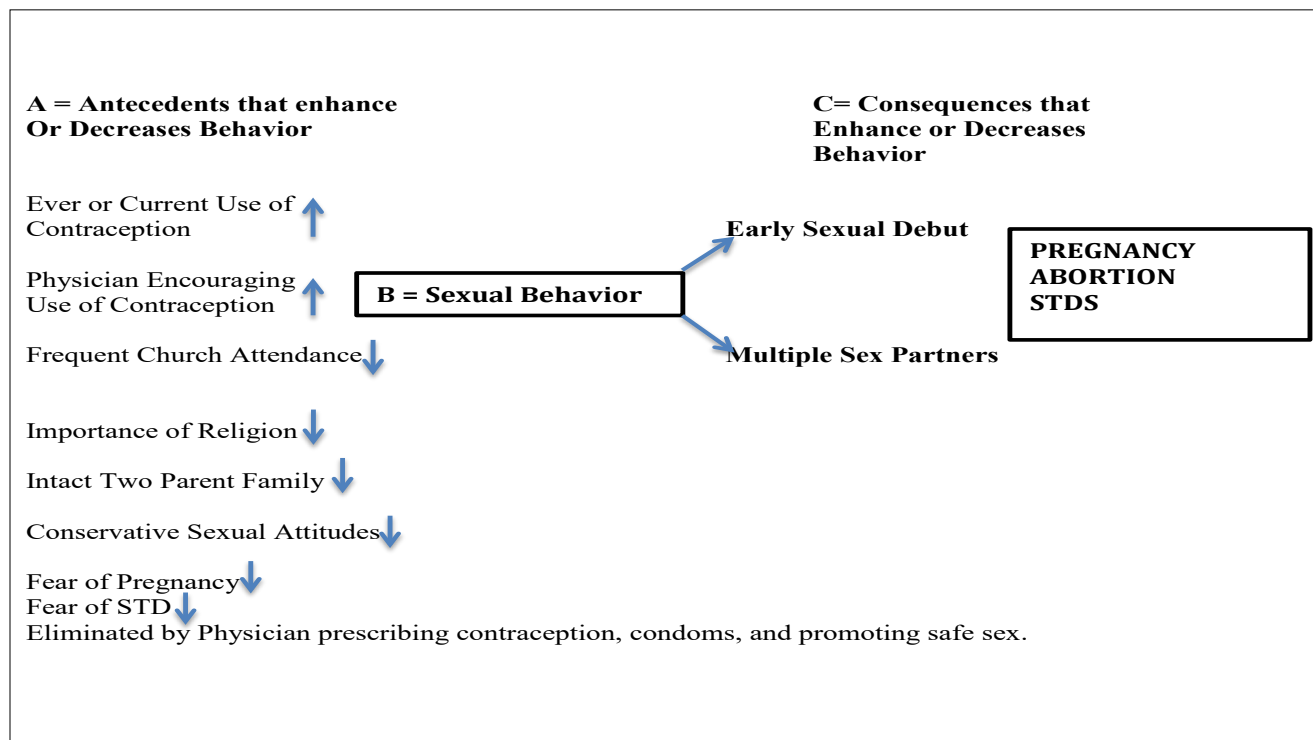 A = Antecedents that enhance
Or Decreases Behavior
C= Consequences that
Enhance or Decreases
Behavior
Ever or Current Use of
Contraception
Physician Encouraging
Use of Contraception
Frequent Church Attendance
Importance of Religion
Intact Two Parent Family
Conservative Sexual Attitudes
Fear of Pregnancy
Fear of STD
Eliminated by Physician prescribing contraception, condoms, and promoting safe sex.
B = Sexual Behavior
Early Sexual Debut
Multiple Sex Partners
PREGNANCY
ABORTION
STDS